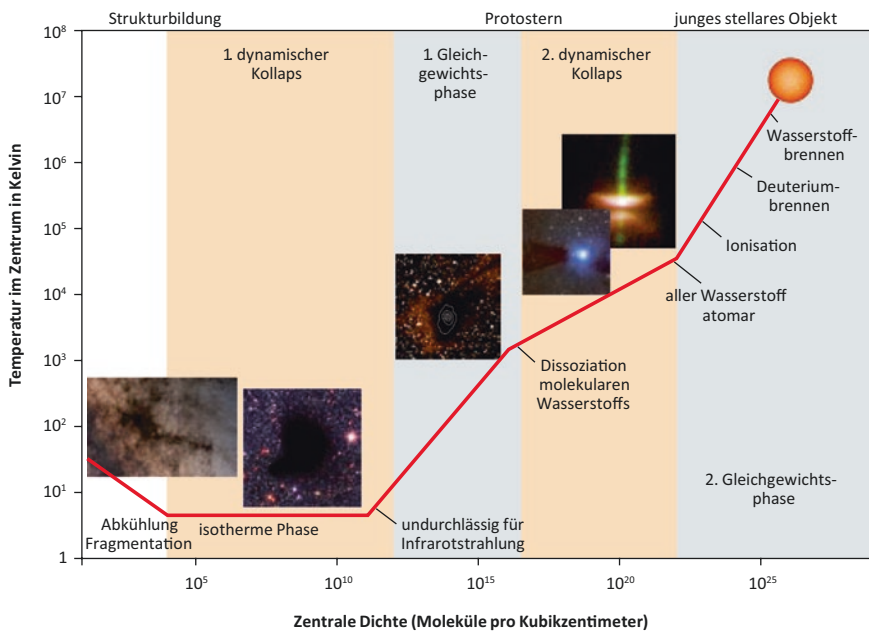 Strukturbildung
Protostern
junges stellares Objekt
10⁸
10⁷
10⁶
10⁵
10⁴
10³
10²
10¹
1
Temperatur im Zentrum in Kelvin
1 dynamischer
Kollaps
1. Gleich-
gewichts-
phase
2. dynamischer
Kollaps
Wasserstoff-
brennen
Deuterium-
brennen
Ionisation
aller Wasserstoff
atomar
Dissoziation
molekularen
Wasserstoffs
2. Gleichgewichts-
phase
Abkühlung
Fragmentation
isotherme Phase
undurchlässig für
Infrarotstrahlung
10⁵
10¹⁰
10¹⁵
10²⁰
10²⁵
Zentrale Dichte (Moleküle pro Kubikzentimeter)